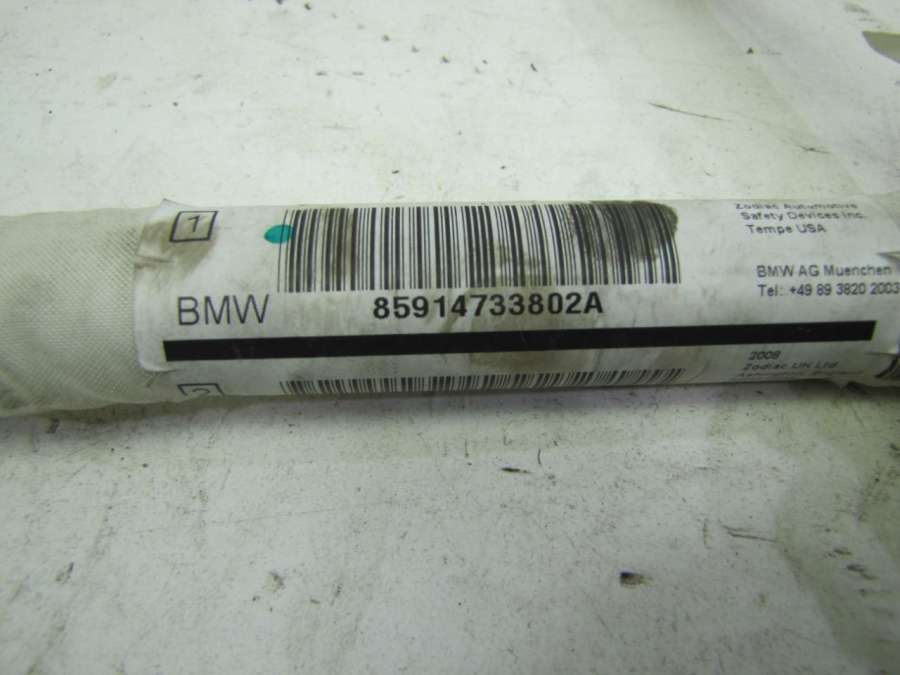 1
Zodiac Automotive
Safety Devices Inc.
Tempe USA
BMW 85914733802A
BMW AG Muenchen
Tel.: +49 89 3820 2003
2
2008
Zodiac UK Ltd